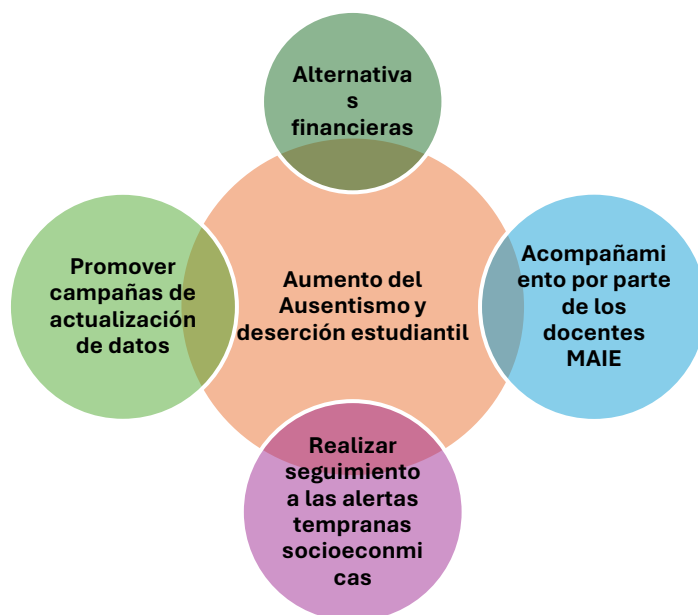 Alternativa
s
financieras
Promover
campañas de
actualización
de datos
Aumento del
Ausentismo y
deserción estudiantil
Acompañami
ento por parte
de los
docentes
MAIE
Realizar
seguimiento
a las alertas
tempranas
socioeconmi
cas